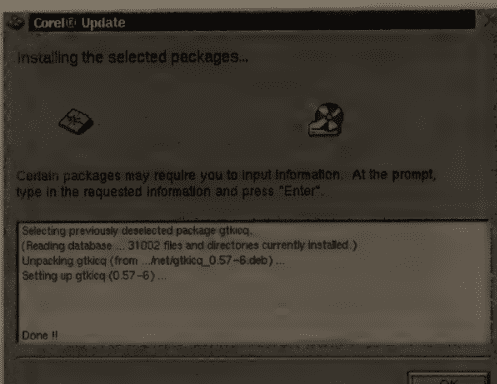 Corel® Update
Installing the selected packages...
Certain packages may require you to input information. At the prompt,
type in the requested information and press "Enter".
Selecting previously deselected package gtkicq.
(Reading database ... 31002 files and directories currently installed.)
Unpacking gtkicq (from .../net/gtkicq_0.57-6.deb) ...
Setting up gtkicq (0.57-6) ...
Done !!
OK